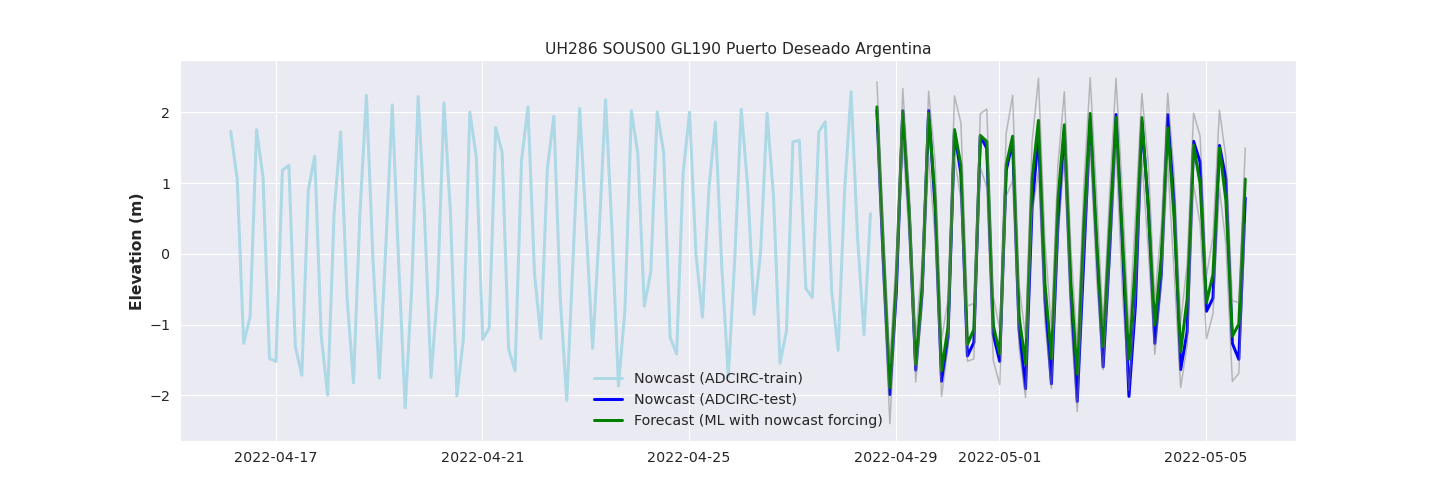 UH286 SOUS00 GL190 Puerto Deseado Argentina
Elevation (m)
2
1
0
−1
−2
Nowcast (ADCIRC-train)
Nowcast (ADCIRC-test)
Forecast (ML with nowcast forcing)
2022-04-17 2022-04-21 2022-04-25 2022-04-29 2022-05-01 2022-05-05